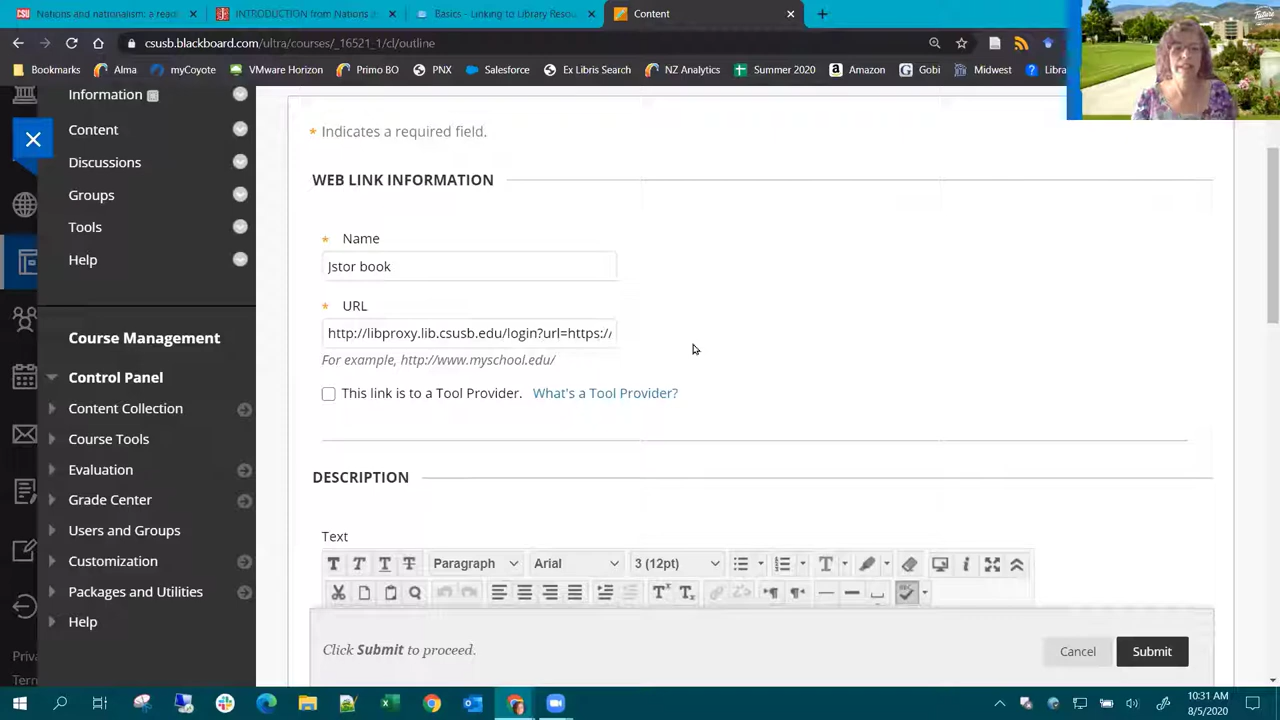 Nations and nationalism: a read
INTRODUCTION from Nations a
Basics - Linking to Library Resou
Content
csusb.blackboard.com/ultra/courses/_16521_1/cl/outline
Bookmarks
Alma
myCoyote
VMware Horizon
Primo BO
PNX
Salesforce
Ex Libris Search
NZ Analytics
Summer 2020
Amazon
Gobi
Midwest
Libra
Information
Content
Discussions
Groups
Tools
Help
Course Management
Control Panel
Content Collection
Course Tools
Evaluation
Grade Center
Users and Groups
Customization
Packages and Utilities
Help
Priva
Term
* Indicates a required field.
WEB LINK INFORMATION
* Name
Jstor book
* URL
http://libproxy.lib.csusb.edu/login?url=https:/
For example, http://www.myschool.edu/
This link is to a Tool Provider. What's a Tool Provider?
DESCRIPTION
Text
Paragraph
Arial
3 (12pt)
Click Submit to proceed.
Cancel
Submit
10:31 AM
8/5/2020